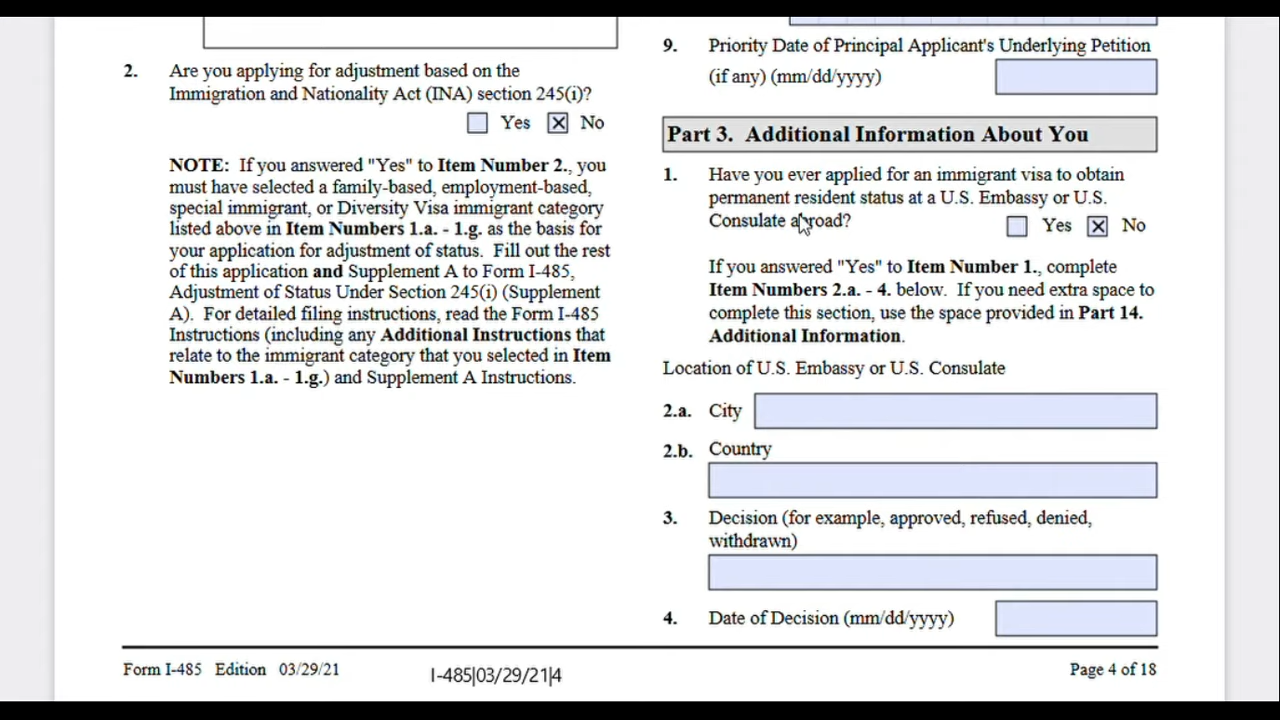 2. Are you applying for adjustment based on the
Immigration and Nationality Act (INA) section 245(i)?
Yes No
NOTE: If you answered "Yes" to Item Number 2., you
must have selected a family-based, employment-based,
special immigrant, or Diversity Visa immigrant category
listed above in Item Numbers 1.a. - 1.g. as the basis for
your application for adjustment of status. Fill out the rest
of this application and Supplement A to Form I-485,
Adjustment of Status Under Section 245(i) (Supplement
A). For detailed filing instructions, read the Form I-485
Instructions (including any Additional Instructions that
relate to the immigrant category that you selected in Item
Numbers 1.a. - 1.g.) and Supplement A Instructions.
9. Priority Date of Principal Applicant's Underlying Petition
(if any) (mm/dd/yyyy)
Part 3. Additional Information About You
1. Have you ever applied for an immigrant visa to obtain
permanent resident status at a U.S. Embassy or U.S.
Consulate abroad? Yes No
If you answered "Yes" to Item Number 1., complete
Item Numbers 2.a. - 4. below. If you need extra space to
complete this section, use the space provided in Part 14.
Additional Information.
Location of U.S. Embassy or U.S. Consulate
2.a. City
2.b. Country
3. Decision (for example, approved, refused, denied,
withdrawn)
4. Date of Decision (mm/dd/yyyy)
Form I-485 Edition 03/29/21
I-485|03/29/21|4
Page 4 of 18